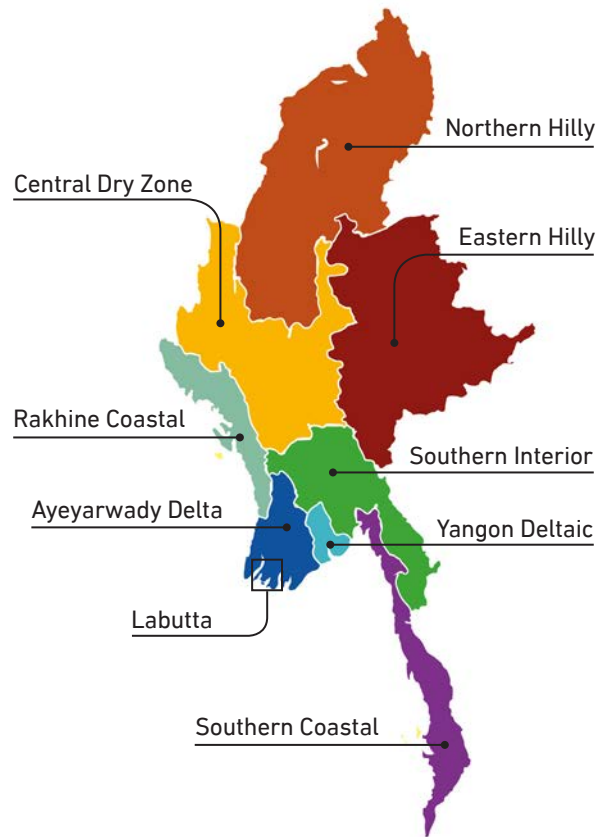 Northern Hilly
Central Dry Zone
Eastern Hilly
Rakhine Coastal
Southern Interior
Ayeyarwady Delta
Yangon Deltaic
Labutta
Southern Coastal